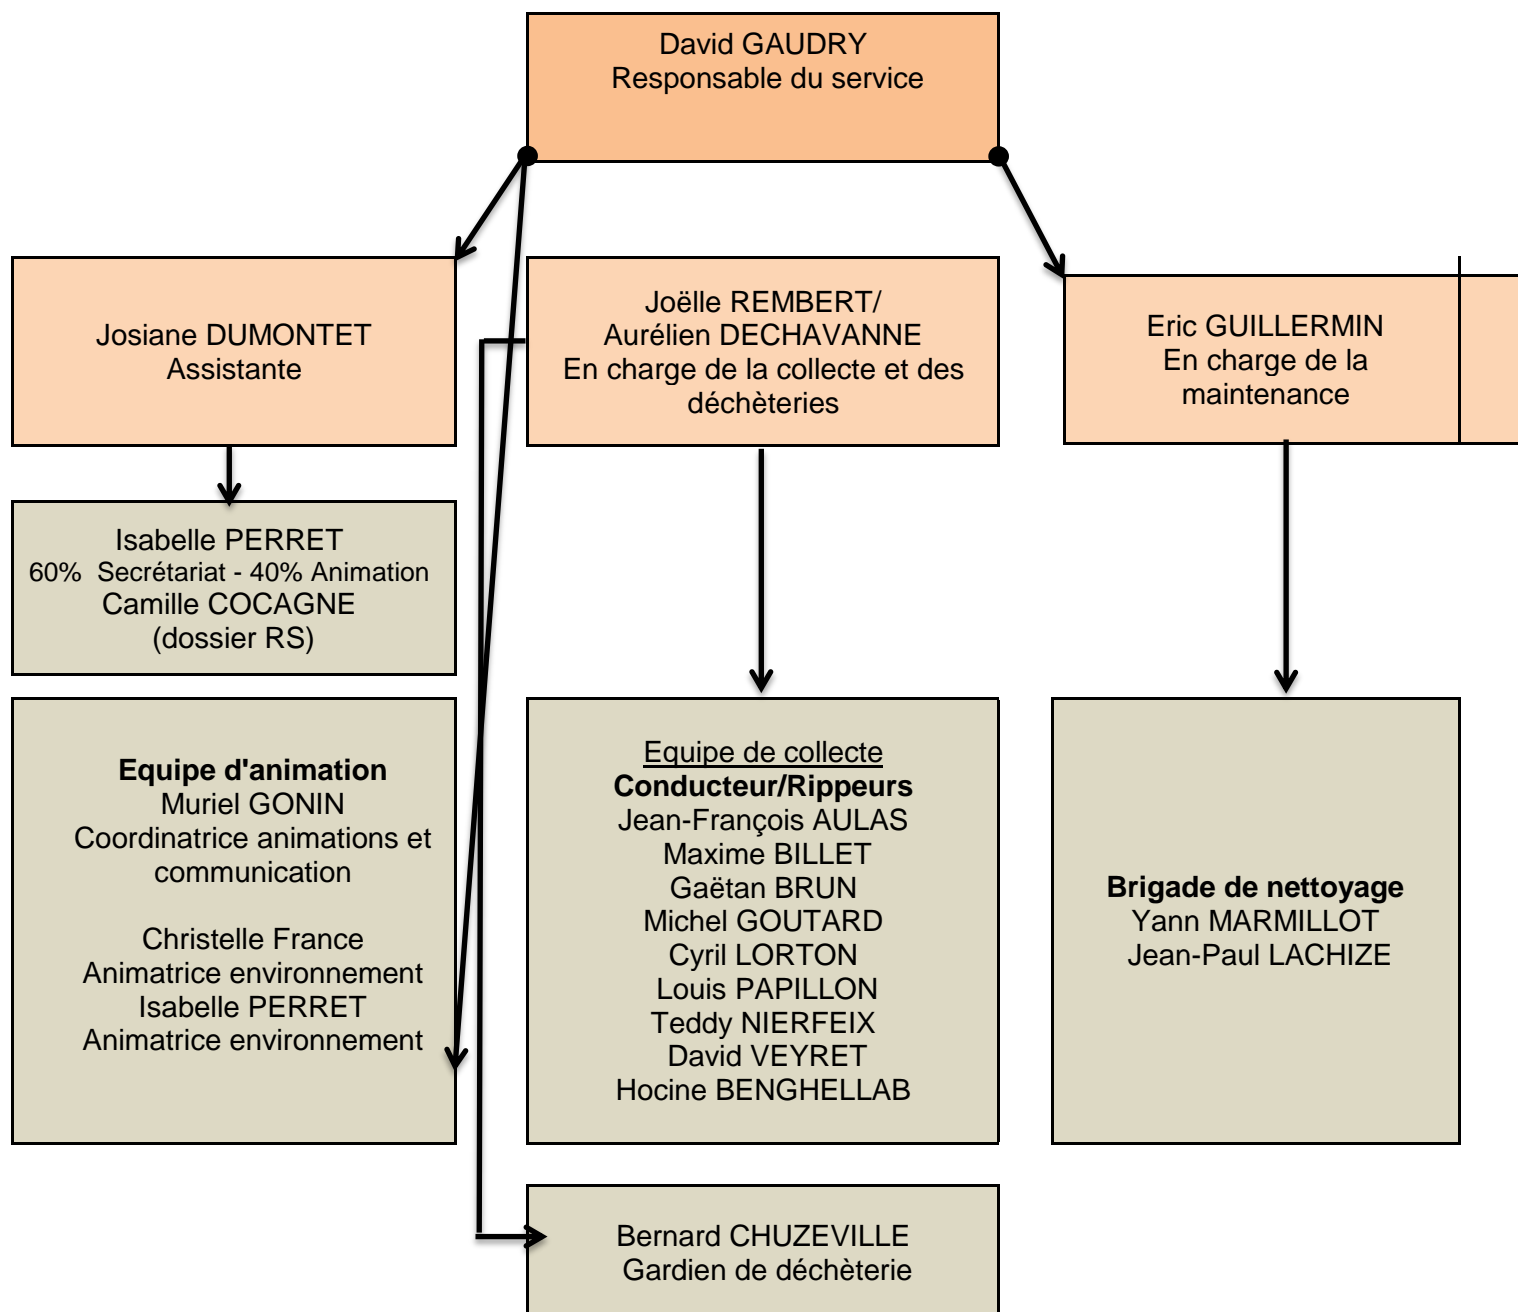 David GAUDRY
Responsable du service
Josiane DUMONTET
Assistante
Joëlle REMBERT/
Aurélien DECHAVANNE
En charge de la collecte et des
déchèteries
Eric GUILLERMIN
En charge de la
maintenance
Isabelle PERRET
60%  Secrétariat - 40% Animation
Camille COCAGNE
(dossier RS)
Equipe d'animation
Muriel GONIN
Coordinatrice animations et
communication
Christelle France
Animatrice environnement
Isabelle PERRET
Animatrice environnement
Equipe de collecte
Conducteur/Rippeurs
Jean-François AULAS
Maxime BILLET
Gaëtan BRUN
Michel GOUTARD
Cyril LORTON
Louis PAPILLON
Teddy NIERFEIX
David VEYRET
Hocine BENGHELLAB
Brigade de nettoyage
Yann MARMILLOT
Jean-Paul LACHIZE
Bernard CHUZEVILLE
Gardien de déchèterie